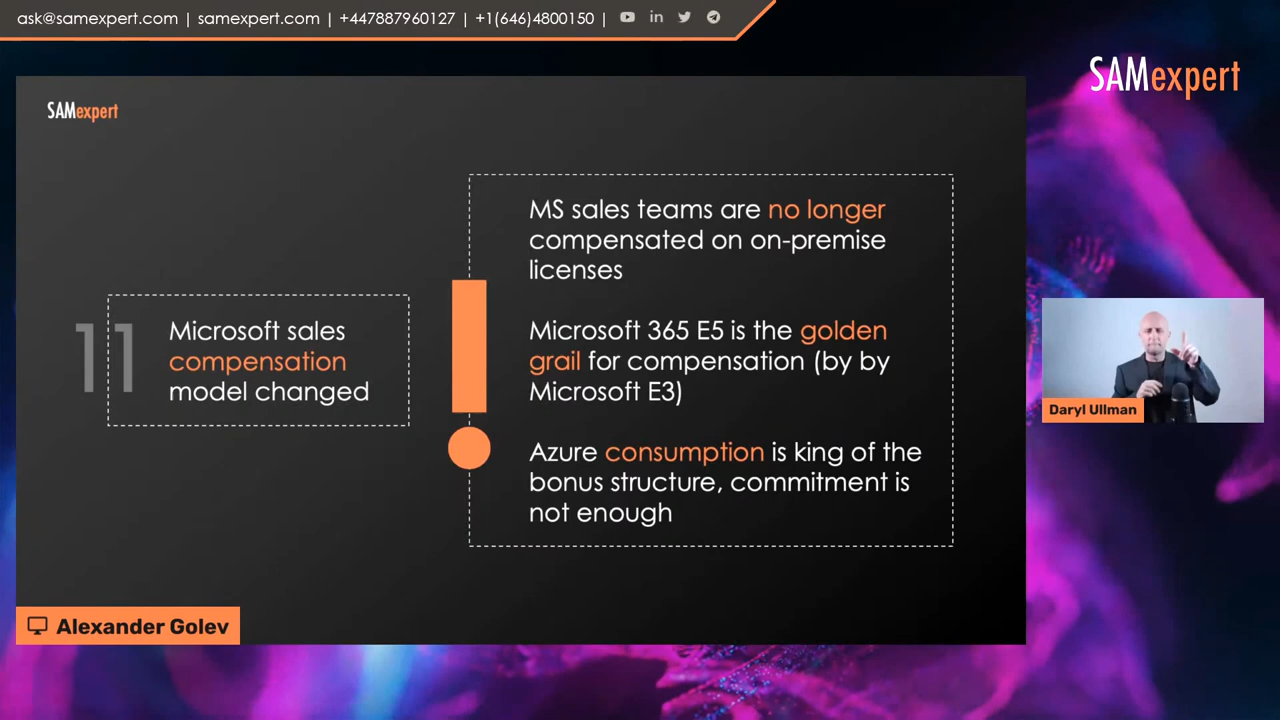 ask@samexpert.com | samexpert.com | +447887960127 | +1(646)4800150 |
SAMexpert
SAMexpert
11
Microsoft sales
compensation
model changed
MS sales teams are no longer
compensated on on-premise
licenses
Microsoft 365 E5 is the golden
grail for compensation (by by
Microsoft E3)
Azure consumption is king of the
bonus structure, commitment is
not enough
Daryl Ullman
Alexander Golev